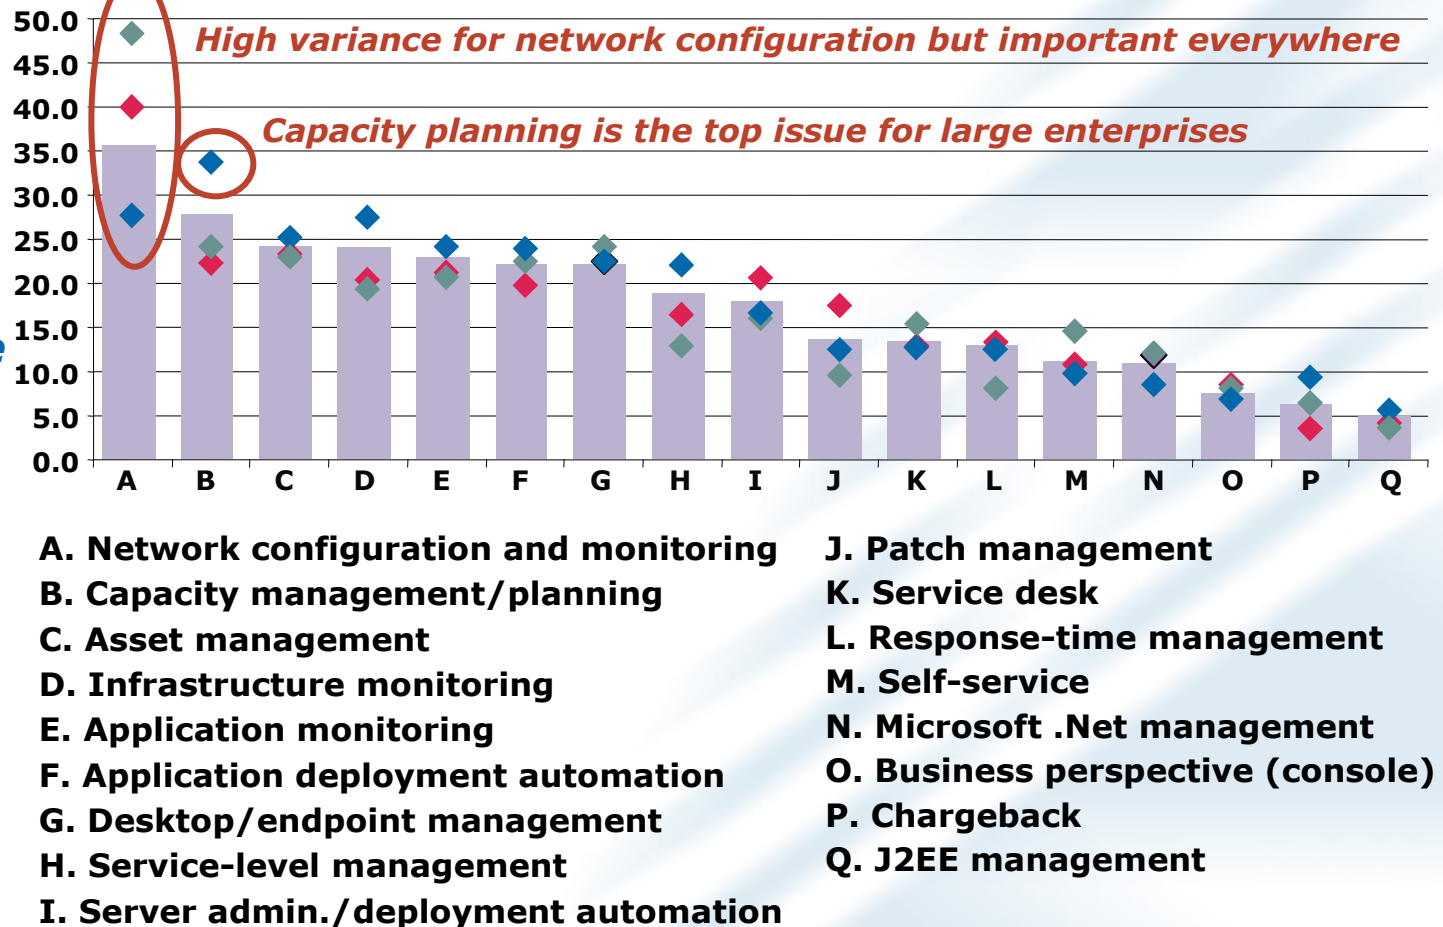 50.0
High variance for network configuration but important everywhere
45.0
40.0
Capacity planning is the top issue for large enterprises
35.0
30.0
25.0
20.0
15.0
e
10.0
5.0
0.0
A B C D E F G H I J K L M N O P Q
A. Network configuration and monitoring
B. Capacity management/planning
C. Asset management
D. Infrastructure monitoring
E. Application monitoring
F. Application deployment automation
G. Desktop/endpoint management
H. Service-level management
I. Server admin./deployment automation
J. Patch management
K. Service desk
L. Response-time management
M. Self-service
N. Microsoft .Net management
O. Business perspective (console)
P. Chargeback
Q. J2EE management